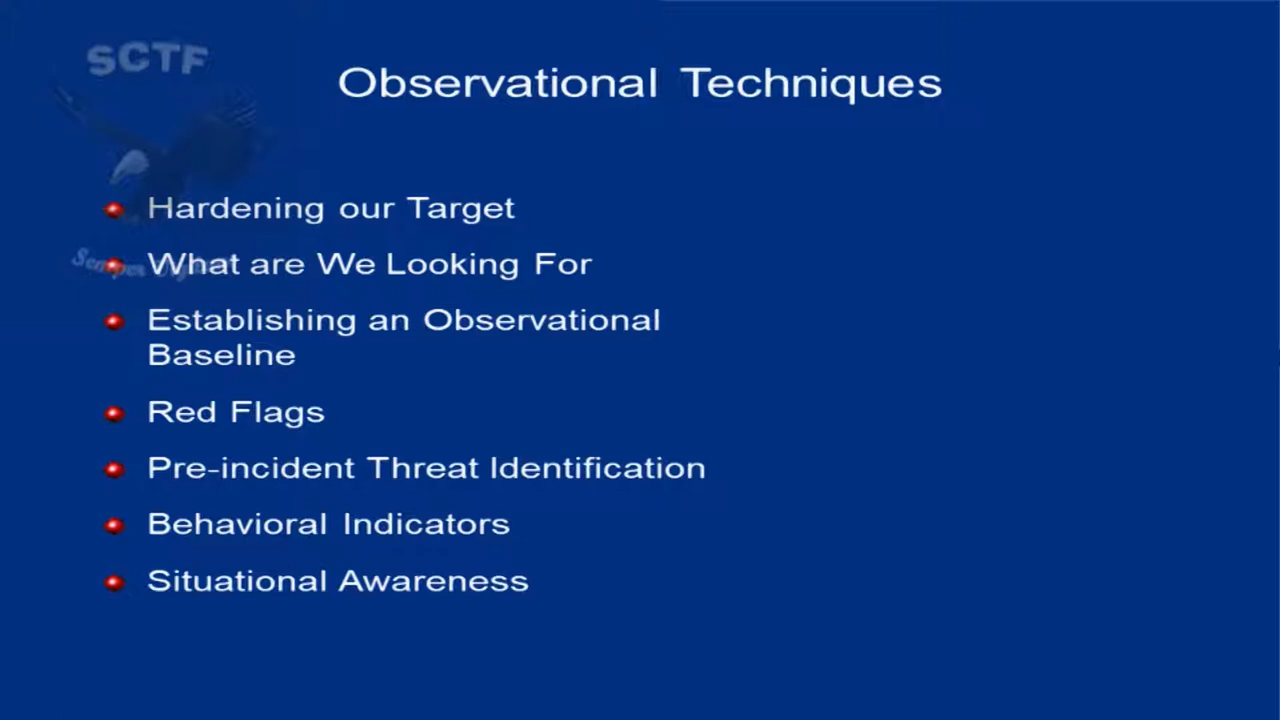 SCTF
Observational Techniques
Hardening our Target
What are We Looking For
Semper
Establishing an Observational
Baseline
Red Flags
Pre-incident Threat Identification
Behavioral Indicators
Situational Awareness